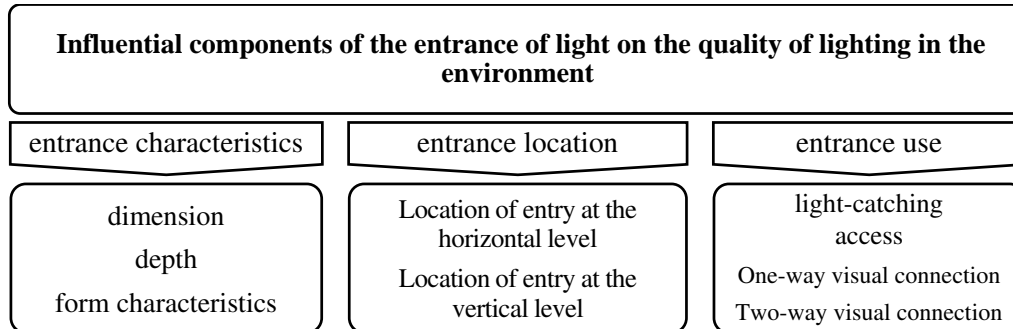 Influential components of the entrance of light on the quality of lighting in the
environment
entrance characteristics
entrance location
entrance use
dimension
depth
form characteristics
Location of entry at the
horizontal level
Location of entry at the
vertical level
light-catching
access
One-way visual connection
Two-way visual connection